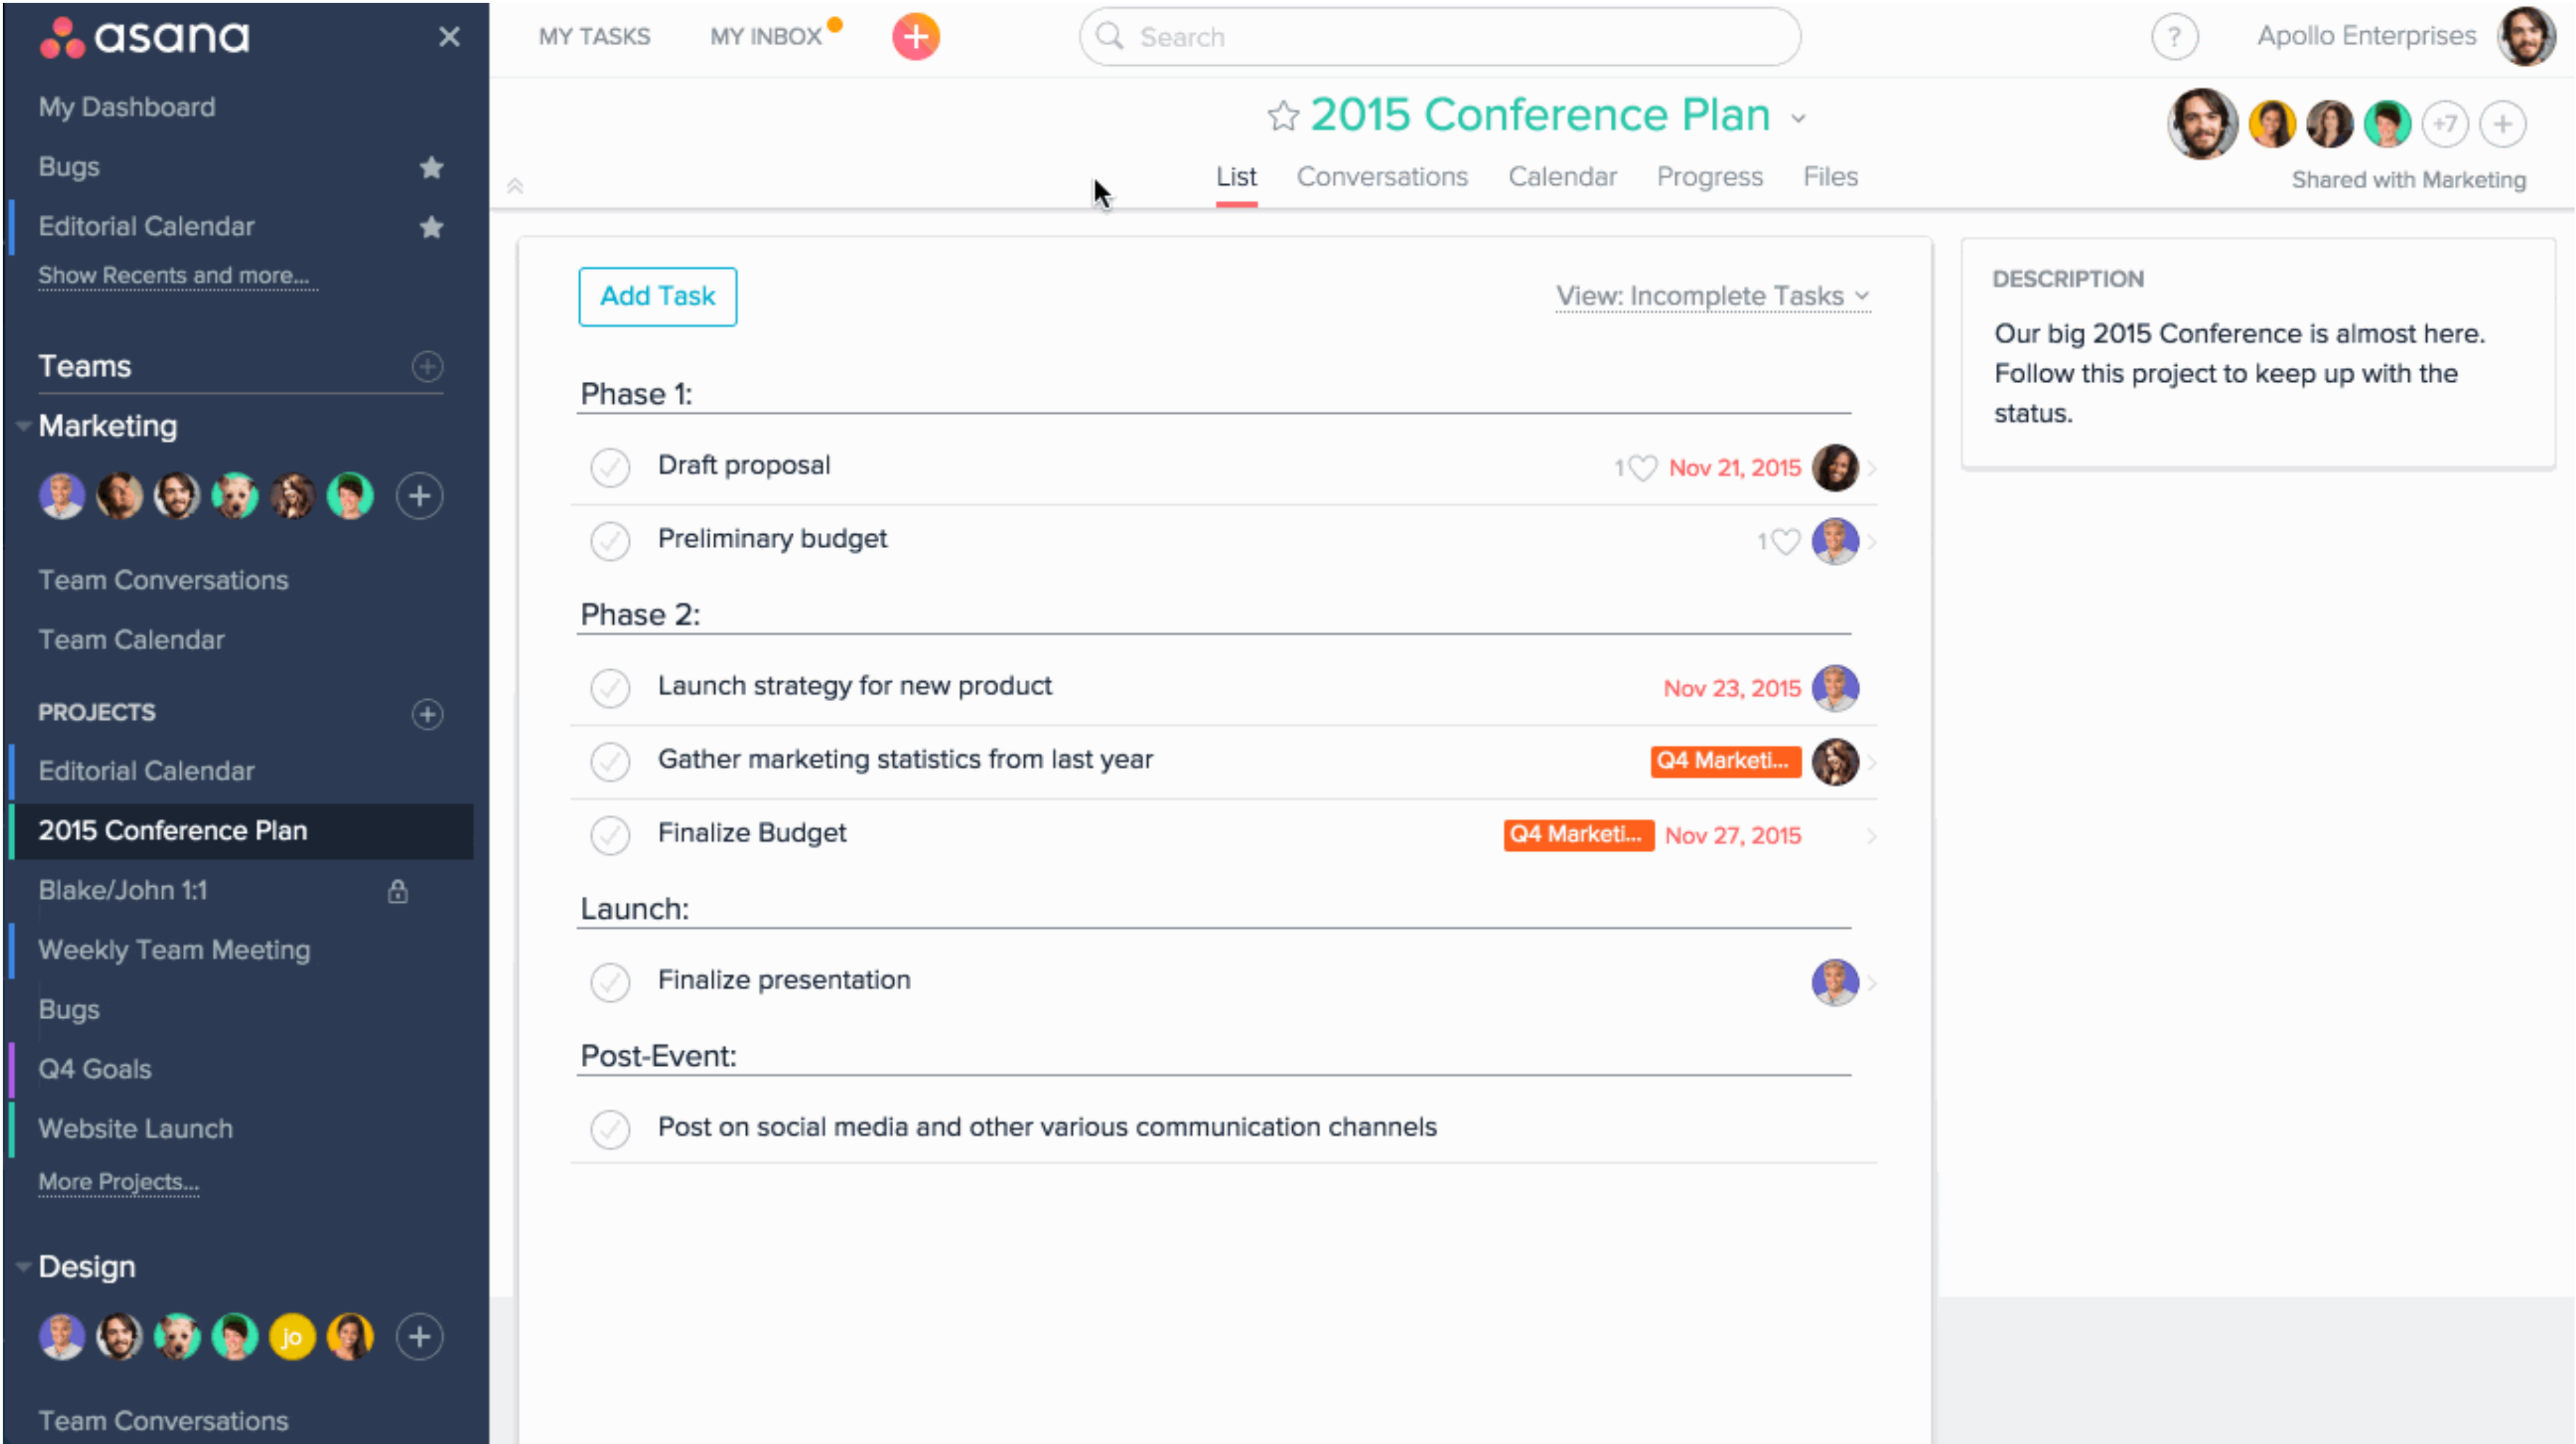 asana
My Dashboard
Bugs
Editorial Calendar
Show Recents and more...
Teams
Marketing
Team Conversations
Team Calendar
PROJECTS
Editorial Calendar
2015 Conference Plan
Blake/John 1:1
Weekly Team Meeting
Bugs
Q4 Goals
Website Launch
More Projects...
Design
jo
Team Conversations
MY TASKS MY INBOX
Search
? Apollo Enterprises
2015 Conference Plan
+7
List Conversations Calendar Progress Files
Shared with Marketing
Add Task View: Incomplete Tasks
Phase 1:
Draft proposal 1 Nov 21, 2015
Preliminary budget 1
Phase 2:
Launch strategy for new product Nov 23, 2015
Gather marketing statistics from last year Q4 Marketi...
Finalize Budget Q4 Marketi... Nov 27, 2015
Launch:
Finalize presentation
Post-Event:
Post on social media and other various communication channels
DESCRIPTION
Our big 2015 Conference is almost here.
Follow this project to keep up with the
status.